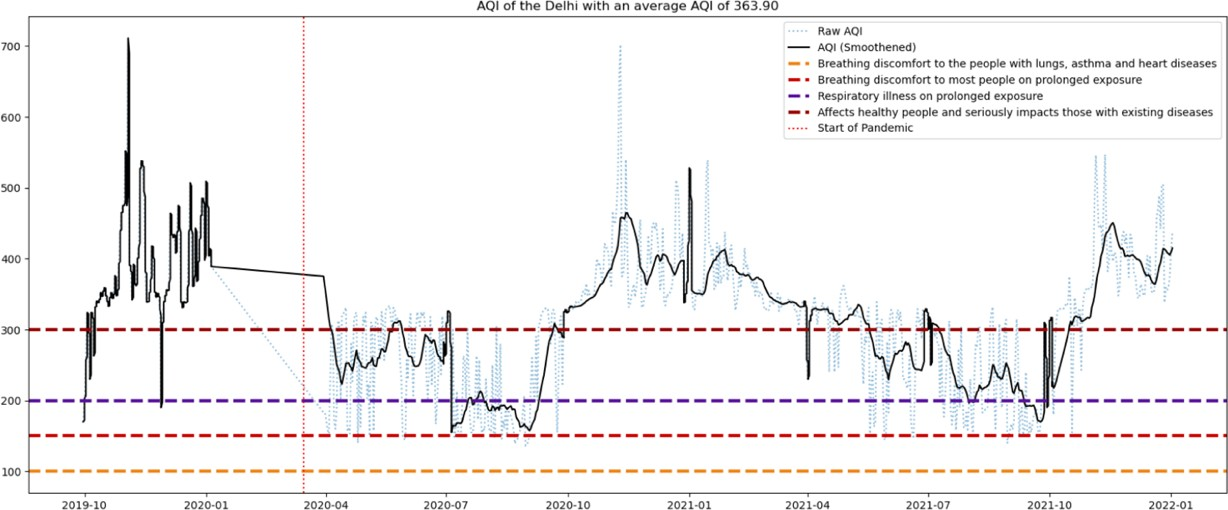 AQI of the Delhi with an average AQI of 363.90
700
600
500
400
300
200
100
Raw AQI
AQI (Smoothened)
Breathing discomfort to the people with lungs, asthma and heart diseases
Breathing discomfort to most people on prolonged exposure
Respiratory illness on prolonged exposure
Affects healthy people and seriously impacts those with existing diseases
Start of Pandemic
2019-10 2020-01 2020-04 2020-07 2020-10 2021-01 2021-04 2021-07 2021-10 2022-01